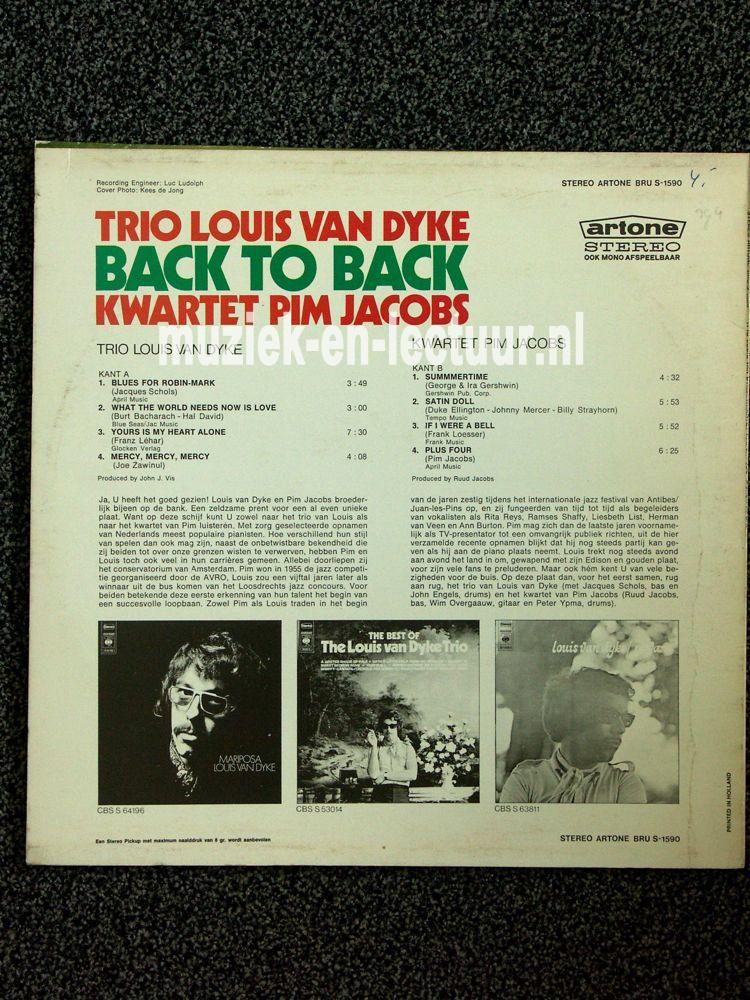 Recording Engineer: Luc Ludolph
Cover Photo: Kees de Jong
STEREO ARTONE BRU S-1590
4,-
artone
STEREO
OOK MONO AFSPEELBAAR
TRIO LOUIS VAN DYKE
BACK TO BACK
KWARTET PIM JACOBS
muziek-en-lectuur.nl
TRIO LOUIS VAN DYKE
KANT A
1. BLUES FOR ROBIN-MARK 3:49
(Jacques Schols)
April Music
2. WHAT THE WORLD NEEDS NOW IS LOVE 3:00
(Burt Bacharach - Hal David)
Blue Seas/Jac Music
3. YOURS IS MY HEART ALONE 7:30
(Franz Léhar)
Glocken Verlag
4. MERCY, MERCY, MERCY 4:08
(Joe Zawinul)
Produced by John J. Vis
KWARTET PIM JACOBS
KANT B
1. SUMMMERTIME 4:32
(George & Ira Gershwin)
Gershwin Pub. Corp.
2. SATIN DOLL 5:53
(Duke Ellington - Johnny Mercer - Billy Strayhorn)
Tempo Music
3. IF I WERE A BELL 5:52
(Frank Loesser)
Frank Music
4. PLUS FOUR 6:25
(Pim Jacobs)
April Music
Produced by Ruud Jacobs
Ja, U heeft het goed gezien! Louis van Dyke en Pim Jacobs broeder-
lijk bijeen op de bank. Een zeldzame prent voor een al even unieke
plaat. Want op deze schijf kunt U zowel naar het trio van Louis als
naar het kwartet van Pim luisteren. Met zorg geselecteerde opnamen
van Nederlands meest populaire pianisten. Hoe verschillend hun stijl
van spelen dan ook mag zijn, naast de onbetwistbare bekendheid die
zij beiden tot over onze grenzen wisten te verwerven, hebben Pim en
Louis toch ook veel in hun carrières gemeen. Allebei doorliepen zij
het conservatorium van Amsterdam. Pim won in 1955 de jazz competi-
tie georganiseerd door de AVRO, Louis zou een vijftal jaren later als
winnaar uit de bus komen van het Loosdrechts jazz concours. Voor
beiden betekende deze eerste erkenning van hun talent het begin van
een succesvolle loopbaan. Zowel Pim als Louis traden in het begin
van de jaren zestig tijdens het internationale jazz festival van Antibes/
Juan-les-Pins op, en zij fungeerden van tijd tot tijd als begeleiders
van vokalisten als Rita Reys, Ramses Shaffy, Liesbeth List, Herman
van Veen en Ann Burton. Pim mag zich dan de laatste jaren voorname-
lijk als TV-presentator tot een omvangrijk publiek richten, uit de hier
verzamelde recente opnamen blijkt dat hij nog steeds partij kan ge-
ven als hij aan de piano plaats neemt. Louis trekt nog steeds avond
aan avond het land in om, gewapend met zijn Edison en gouden plaat,
voor zijn vele fans te preluderen. Maar ook hém kent U van vele be-
zigheden voor de buis. Op deze plaat dan, voor het eerst samen, rug
aan rug, het trio van Louis van Dyke (met Jacques Schols, bas en
John Engels, drums) en het kwartet van Pim Jacobs (Ruud Jacobs,
bas, Wim Overgaauw, gitaar en Peter Ypma, drums).
MARIPOSA
LOUIS VAN DYKE
THE BEST OF
The Louis van Dyke Trio
louis van dyke
CBS S 64196
CBS S 53014
CBS S 63811
PRINTED IN HOLLAND
Een Stereo Pickup met maximum naalddruk van 6 gr. wordt aanbevolen
STEREO ARTONE BRU S-1590